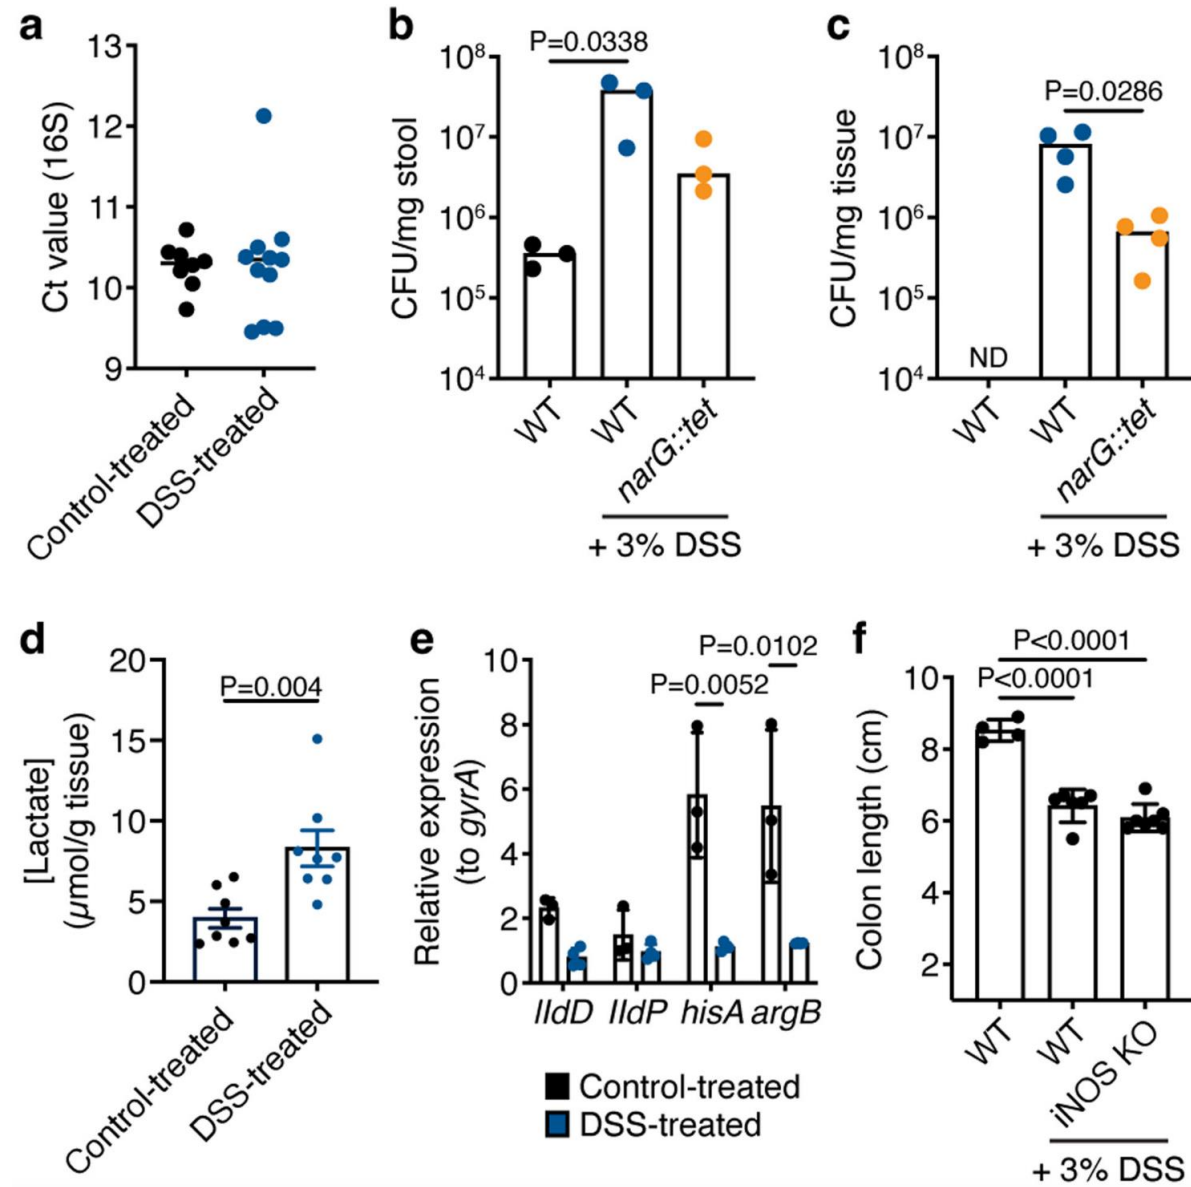 a
13
12
11
10
9
Ct value (16S)
Control-treated
DSS-treated
b
P=0.0338
10⁸
10⁷
10⁶
10⁵
10⁴
CFU/mg stool
WT
WT
narG::tet
+ 3% DSS
c
P=0.0286
10⁸
10⁷
10⁶
10⁵
10⁴
CFU/mg tissue
ND
WT
WT
narG::tet
+ 3% DSS
d
20
15
10
5
0
[Lactate]
(μmol/g tissue)
P=0.004
Control-treated
DSS-treated
e
P=0.0102
P=0.0052
10
8
6
4
2
0
Relative expression
(to gyrA)
lldD lldP hisA argB
Control-treated
DSS-treated
f
P<0.0001
P<0.0001
10
8
6
4
2
Colon length (cm)
WT
WT
iNOS KO
+ 3% DSS